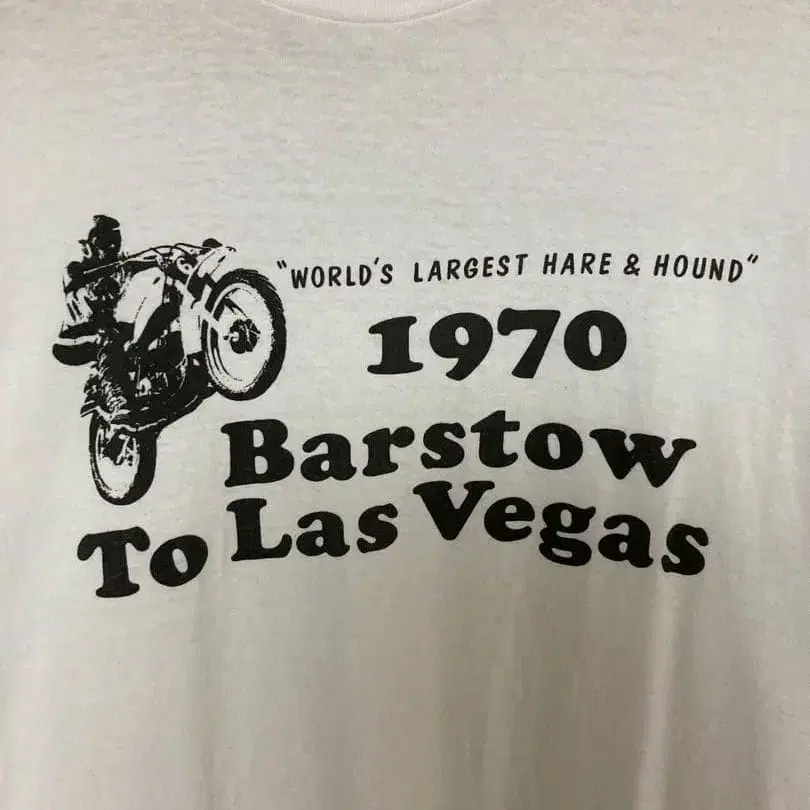 "WORLD'S LARGEST HARE & HOUND"
1970
Barstow
To Las Vegas